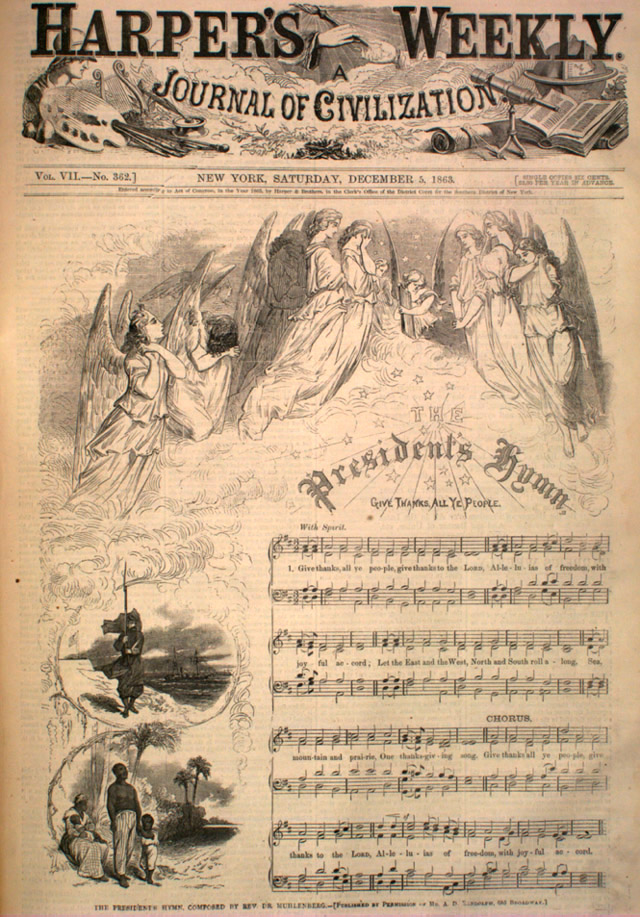 HARPER'S WEEKLY.
A
JOURNAL OF CIVILIZATION
VOL. VII.—No. 362.]
NEW YORK, SATURDAY, DECEMBER 5, 1863.
[SINGLE COPIES SIX CENTS.
$3.00 PER YEAR IN ADVANCE.
Entered according to Act of Congress, in the Year 1863, by Harper & Brothers, in the Clerk's Office of the District Court for the Southern District of New York.
THE
President's Hymn.
GIVE THANKS, ALL YE PEOPLE.
With Spirit.
1. Give thanks, all ye peo-ple, give thanks to the LORD, Al-le-lu-ias of freedom, with
joy-ful ac-cord; Let the East and the West, North and South roll a-long, Sea,
CHORUS.
moun-tain and prai-rie, One thanks-giv-ing song. Give thanks all ye peo-ple, give
thanks to the LORD, Al-le-lu-ias of free-dom, with joy-ful ac-cord.
THE PRESIDENT'S HYMN, COMPOSED BY REV. DR. MUHLENBERG.—[PUBLISHED BY PERMISSION OF MR. A. D. RANDOLPH, 683 BROADWAY.]